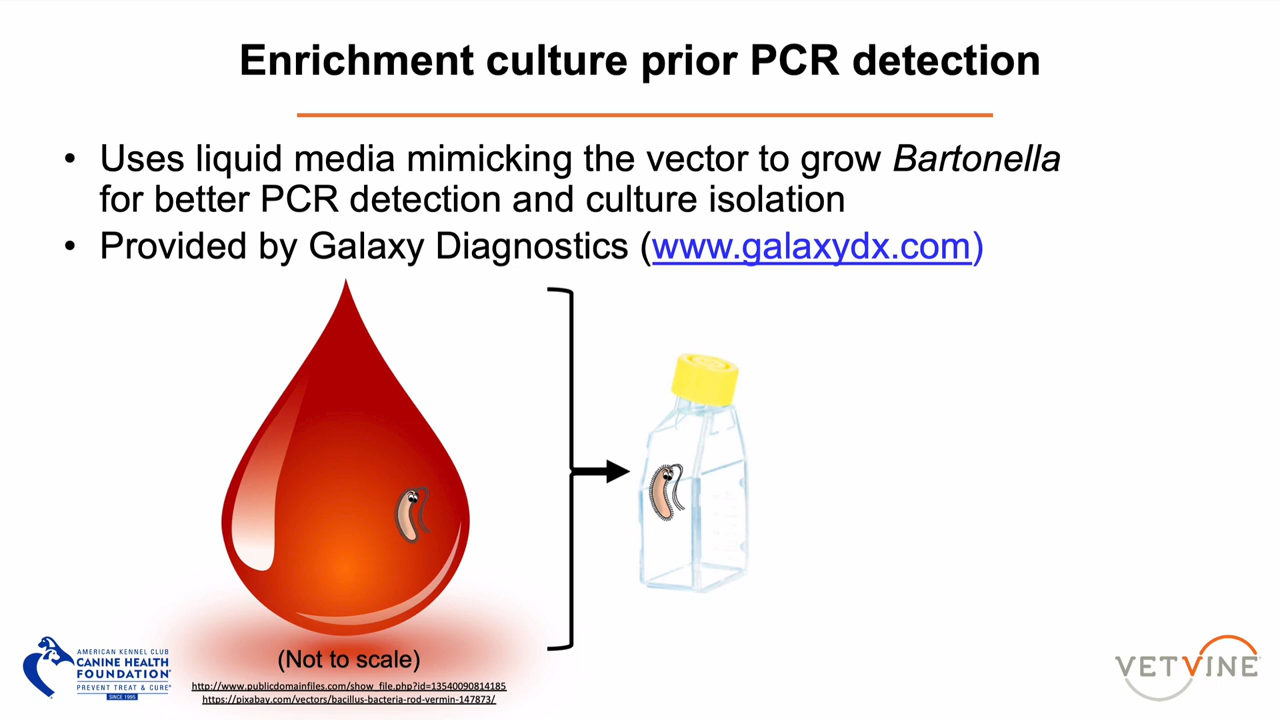 Enrichment culture prior PCR detection
• Uses liquid media mimicking the vector to grow Bartonella
for better PCR detection and culture isolation
• Provided by Galaxy Diagnostics (www.galaxydx.com)
(Not to scale)
http://www.publicdomainfiles.com/show_file.php?id=13540090814185
https://pixabay.com/vectors/bacillus-bacteria-rod-vermin-147873/
AMERICAN KENNEL CLUB
CANINE HEALTH
FOUNDATION
PREVENT TREAT & CURE®
SINCE 1995
VETVINE